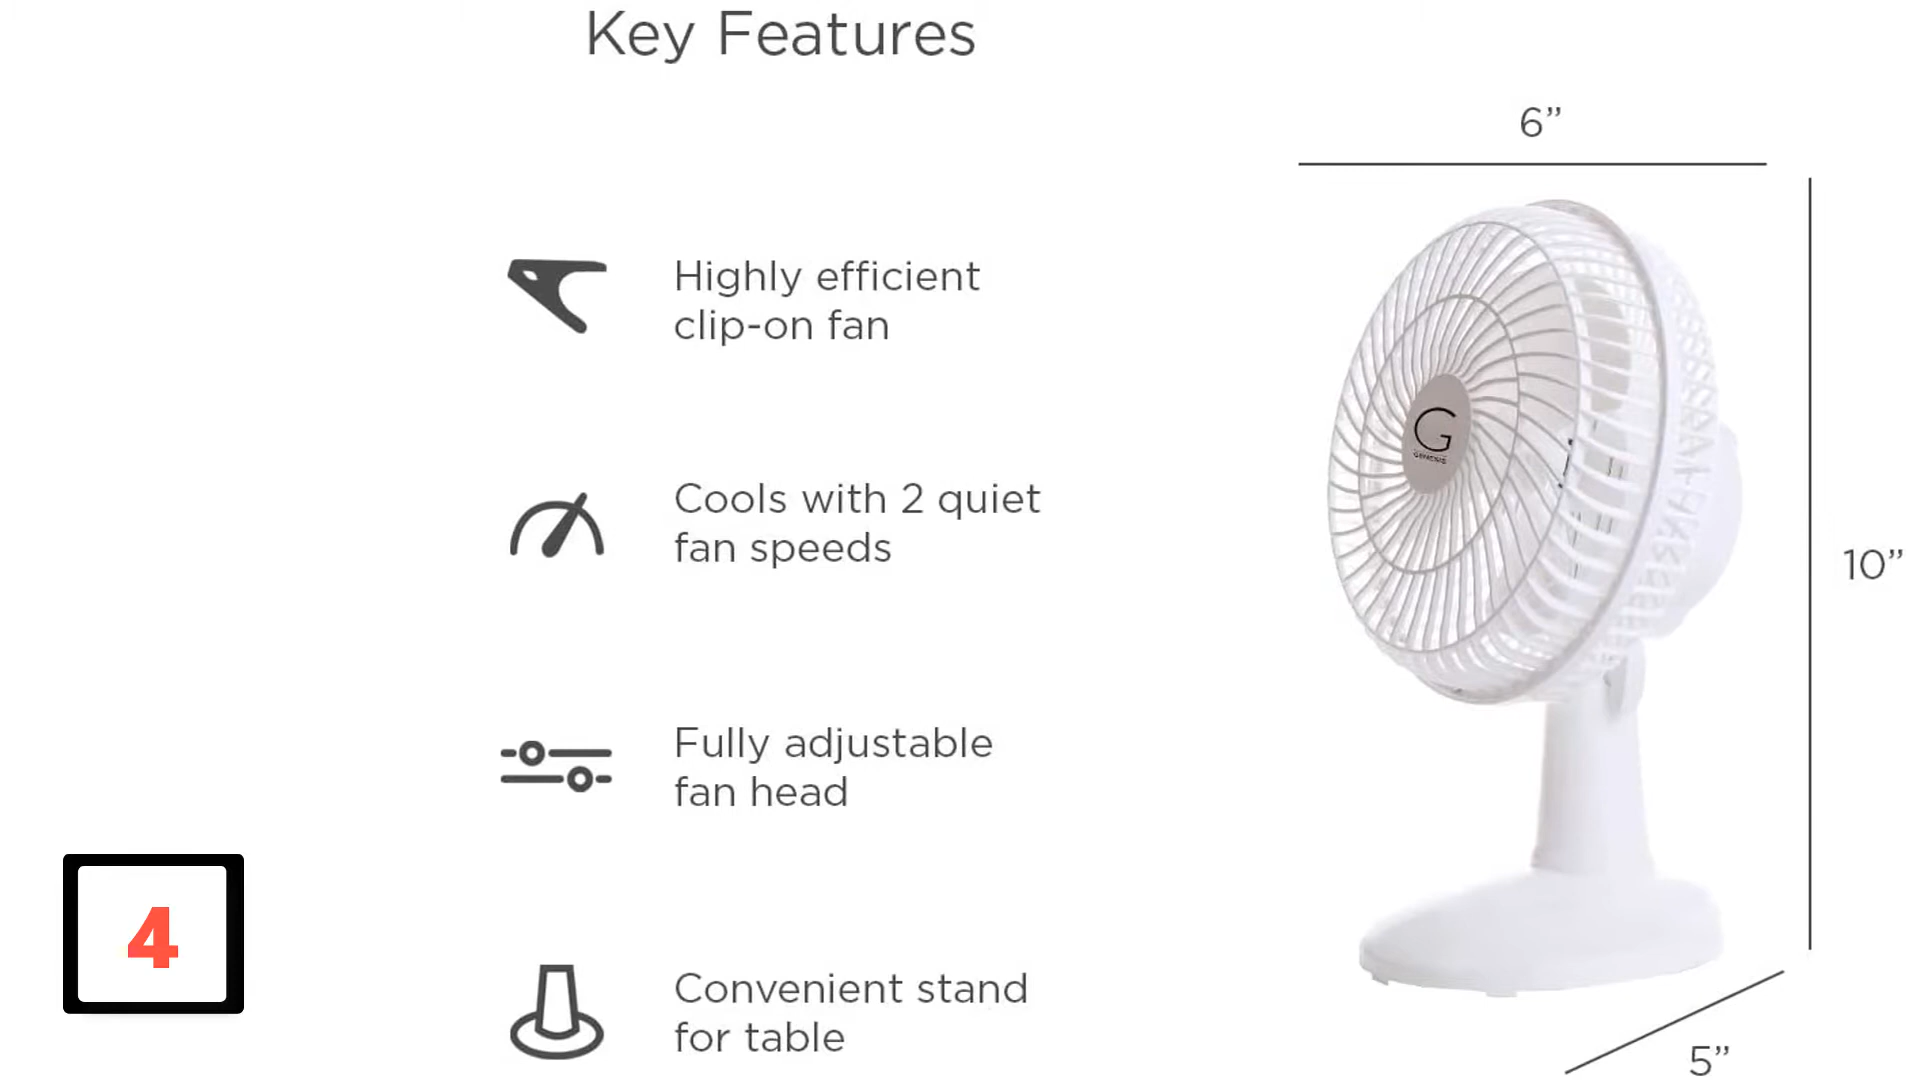 Key Features
6”
Highly efficient
clip-on fan
G
Cools with 2 quiet
fan speeds
10”
Fully adjustable
fan head
4
Convenient stand
for table
5”